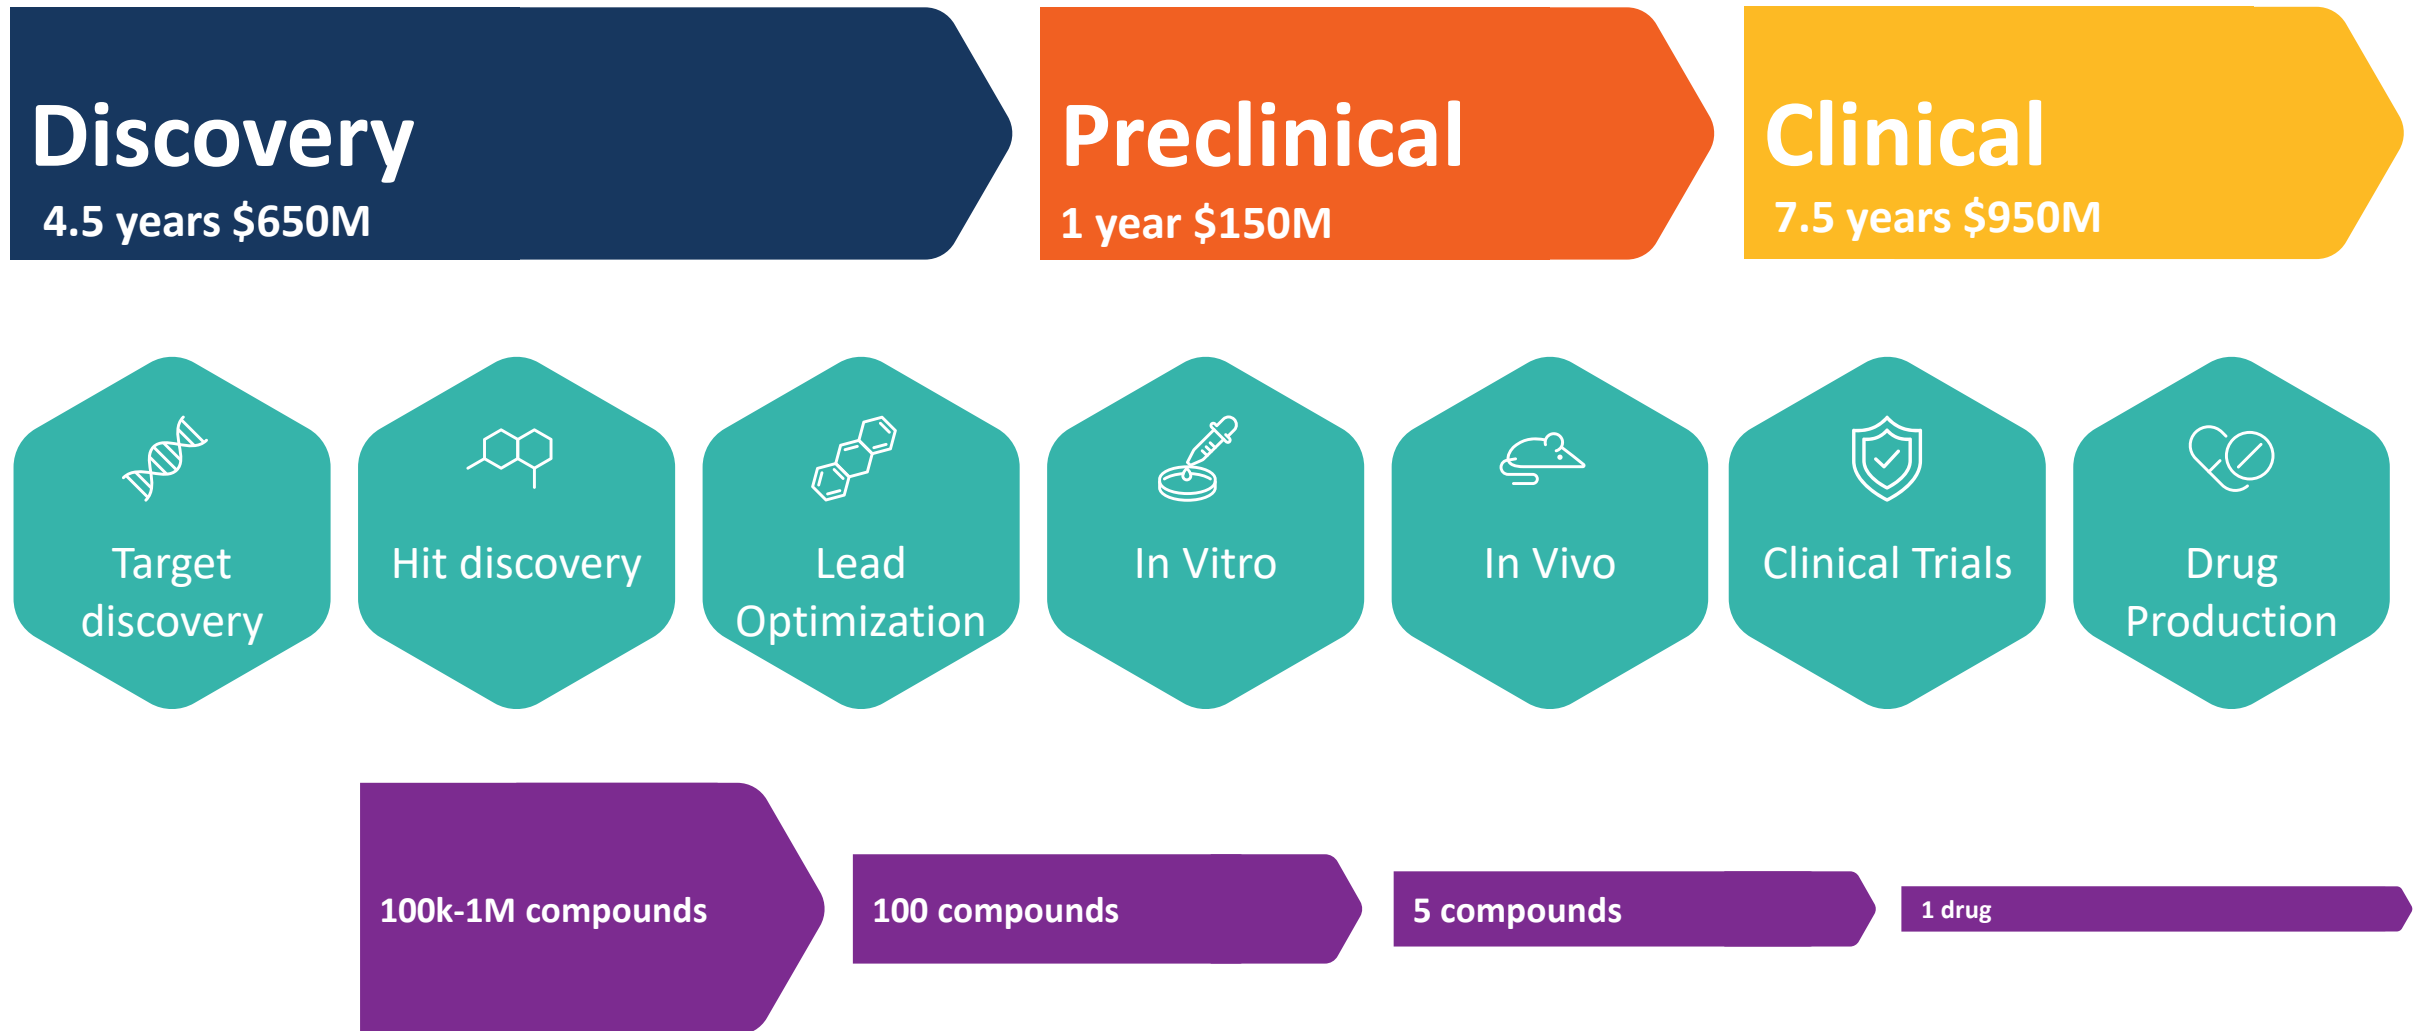 Discovery
4.5 years $650M
Preclinical
1 year $150M
Clinical
7.5 years $950M
Target
discovery
Hit discovery
Lead
Optimization
In Vitro
In Vivo
Clinical Trials
Drug
Production
100k-1M compounds
100 compounds
5 compounds
1 drug